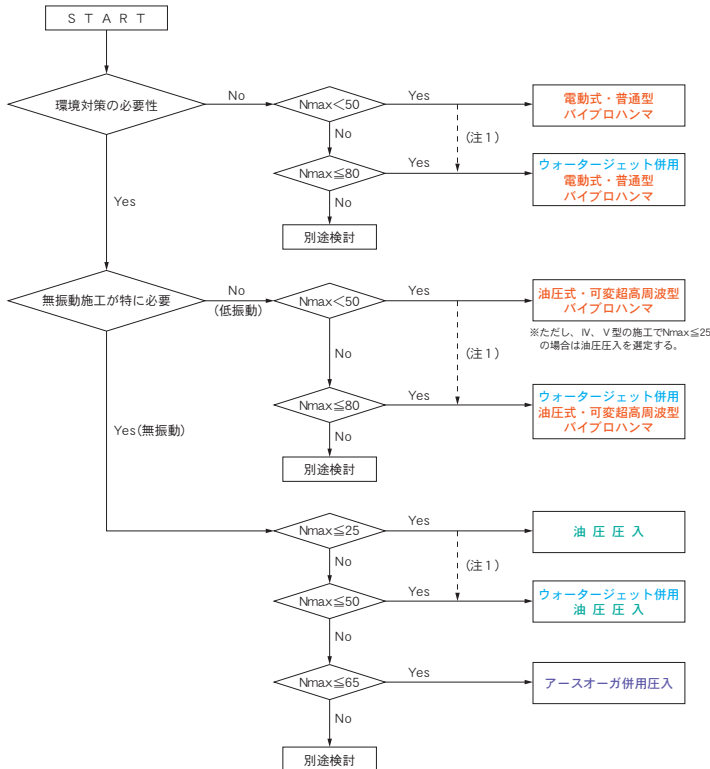 ＳＴＡＲＴ
環境対策の必要性
No
Nmax＜50
Yes
電動式・普通型
バイブロハンマ
No
(注１)
Nmax≦80
Yes
ウォータージェット併用
電動式・普通型
バイブロハンマ
Yes
No
別途検討
無振動施工が特に必要
No
(低振動)
Nmax＜50
Yes
油圧式・可変超高周波型
バイブロハンマ
※ただし、Ⅳ、Ⅴ型の施工でNmax≦25
の場合は油圧圧入を選定する。
No
(注１)
Nmax≦80
Yes
ウォータージェット併用
油圧式・可変超高周波型
バイブロハンマ
Yes(無振動)
No
別途検討
Nmax≦25
Yes
油圧圧入
No
(注１)
Nmax≦50
Yes
ウォータージェット併用
油圧圧入
No
Nmax≦65
Yes
アースオーガ併用圧入
No
別途検討